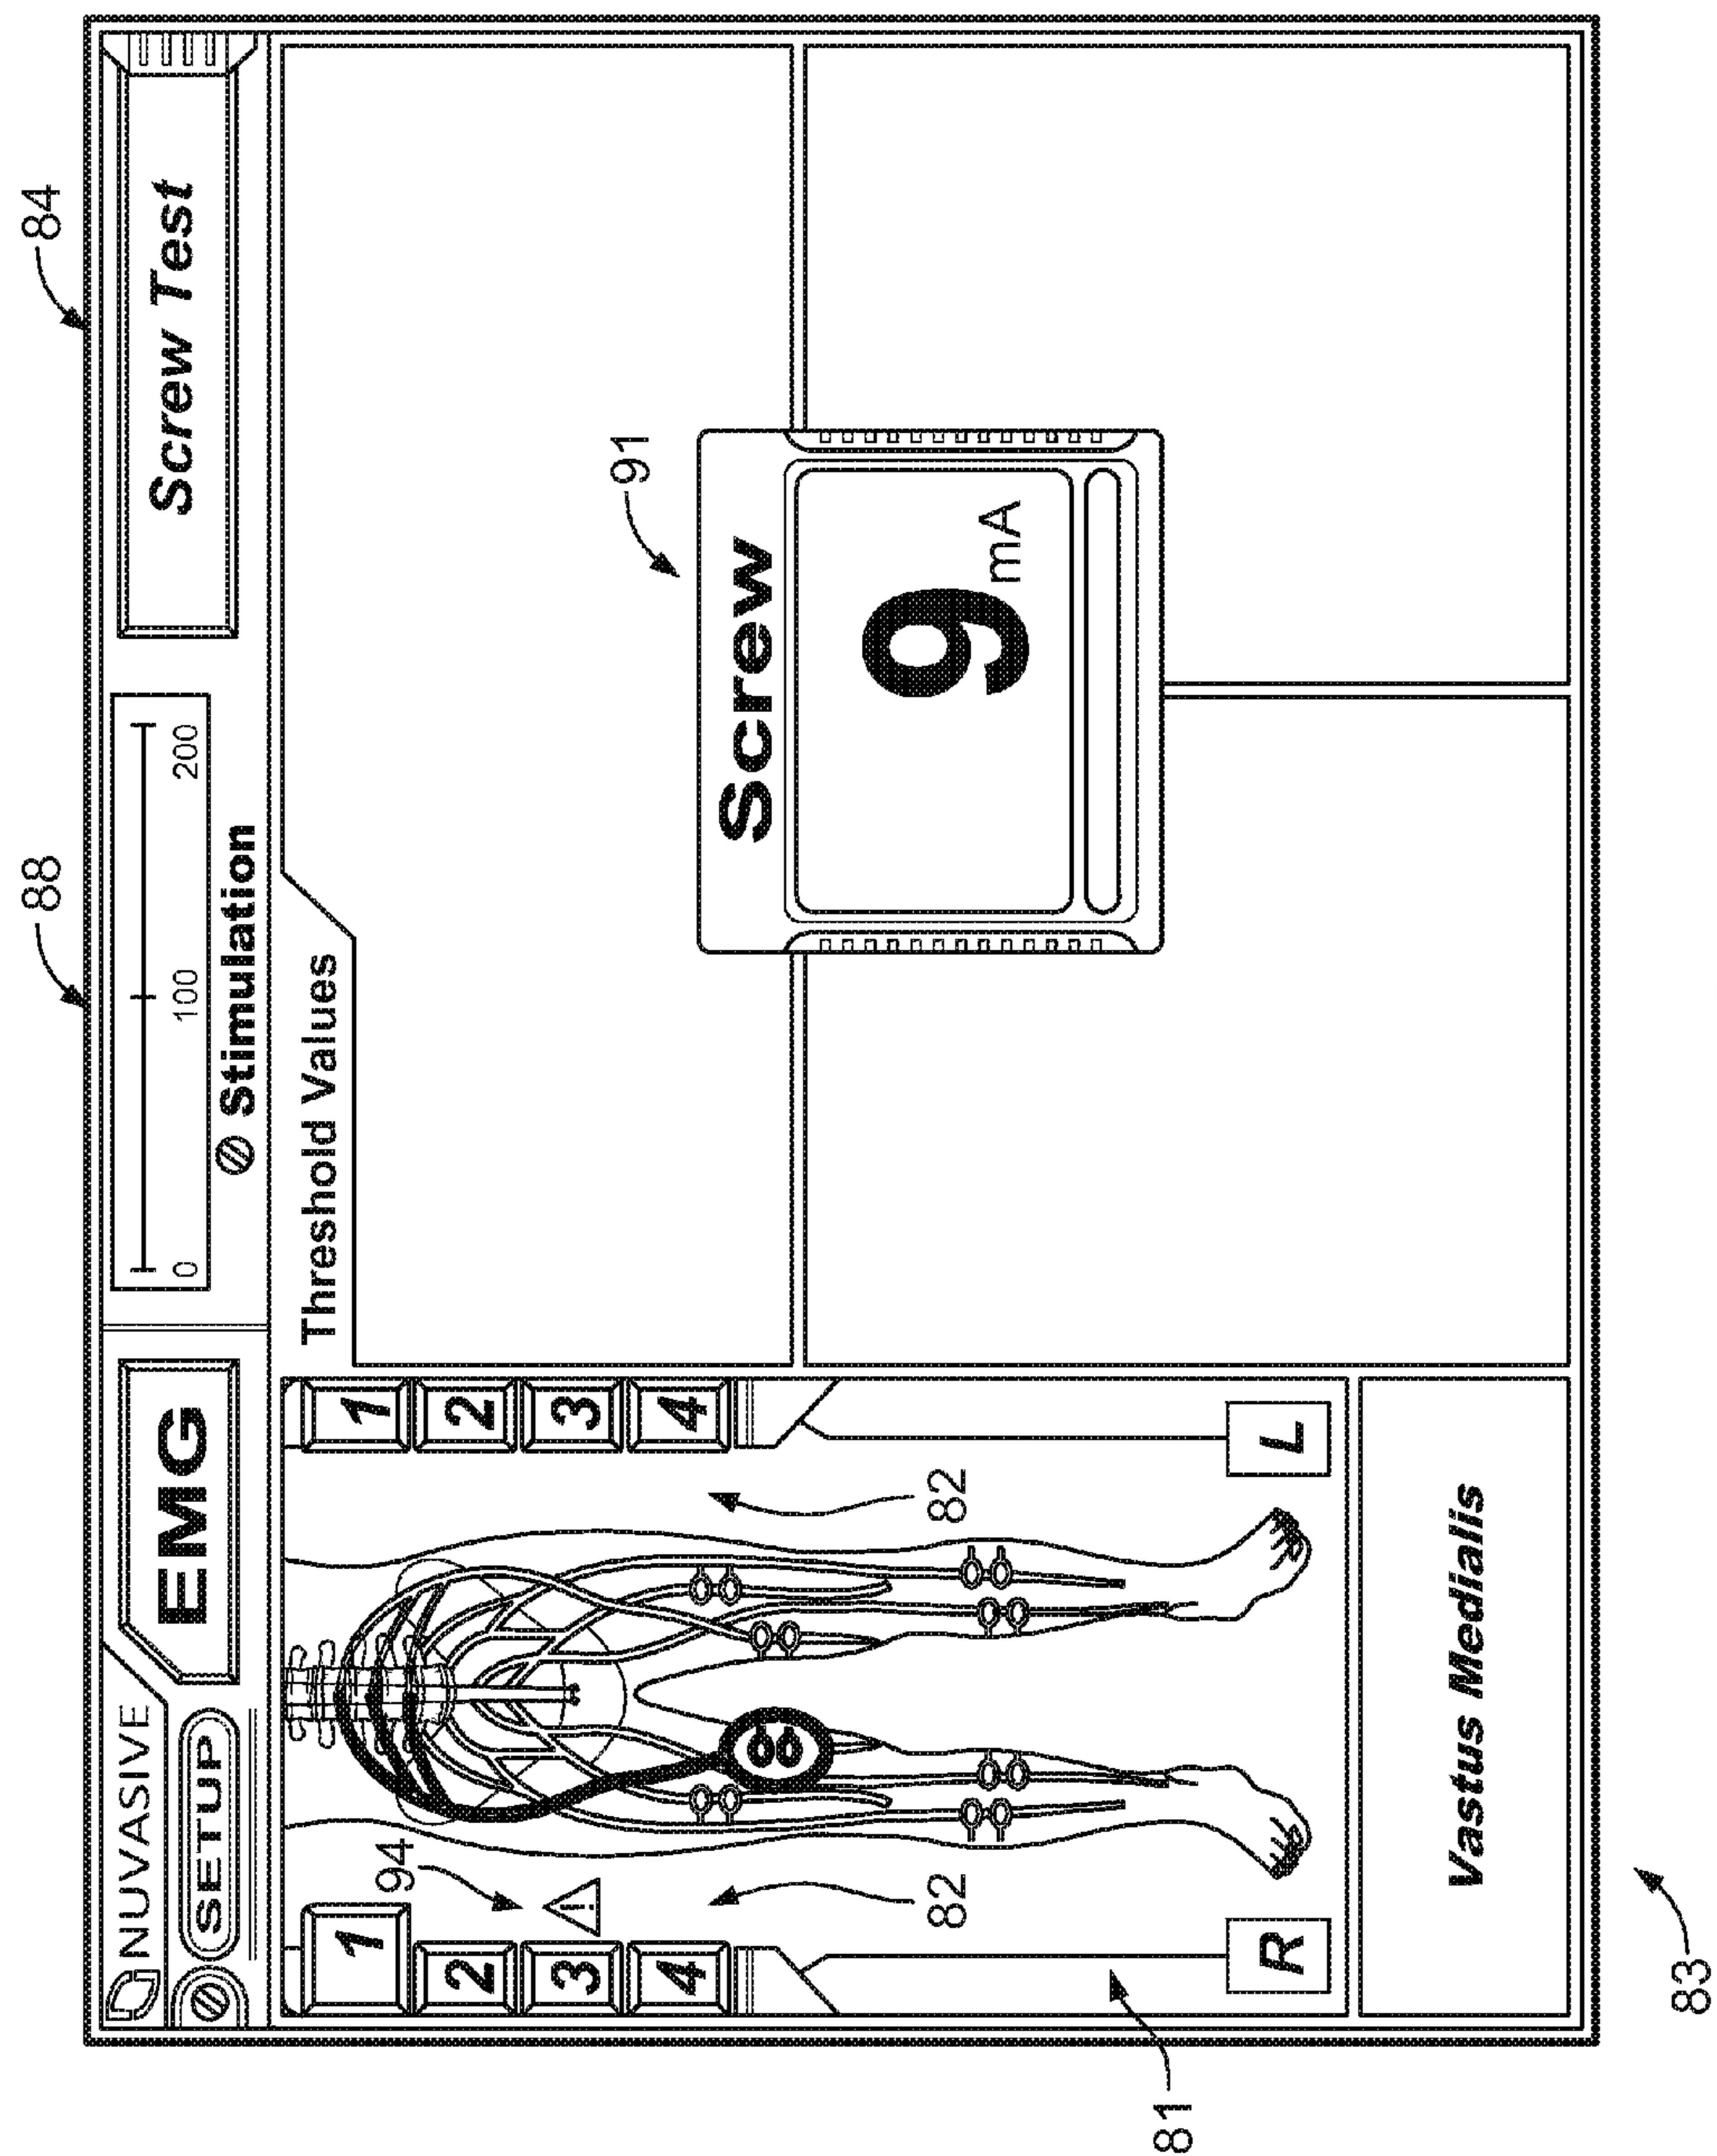 84
88
NUVASIVE
SETUP
EMG
0 100 200
Stimulation
Screw Test
Threshold Values
1
2
3
4
94
82
R
1
2
3
4
82
L
91
Screw
9 mA
Vastus Medialis
81
83